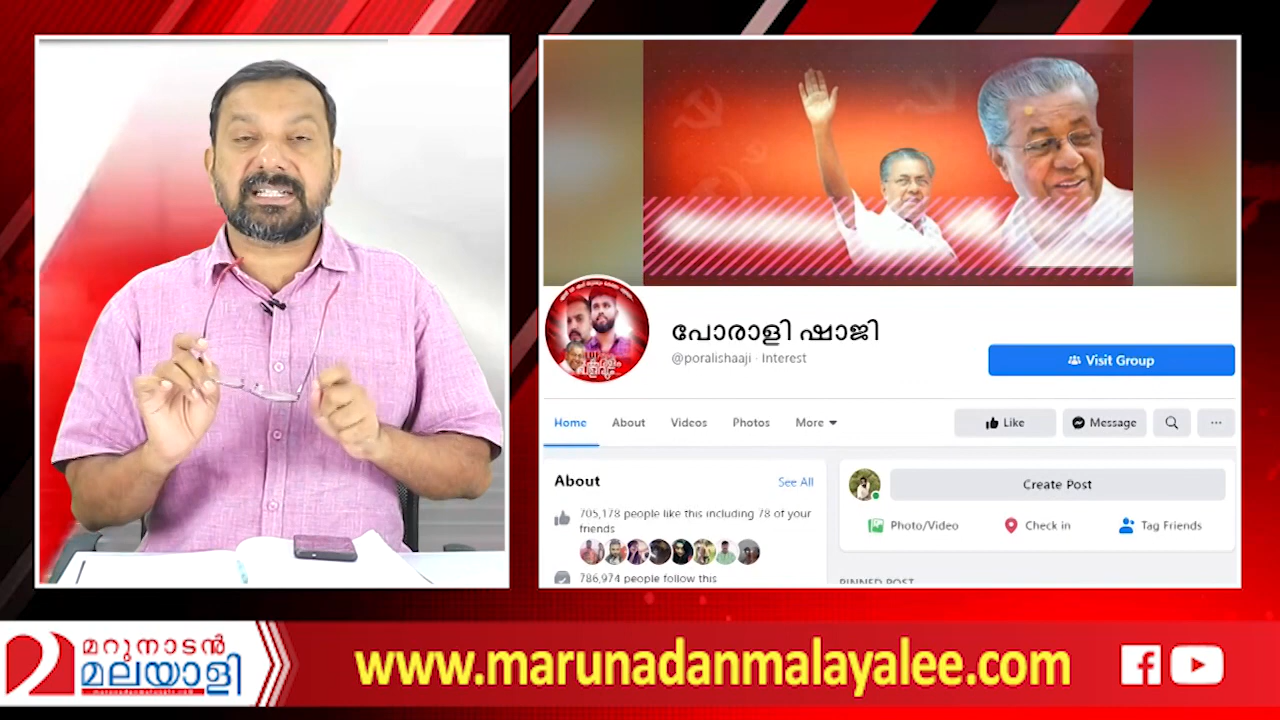 പോരാളി ഷാജി
@poralishaaji · Interest
Visit Group
Home About Videos Photos More
Like Message
About See All
705,178 people like this including 78 of your friends
786,974 people follow this
Create Post
Photo/Video Check in Tag Friends
PINNED POST
മറുനാടൻ
മലയാളി
www.marunadanmalayalee.com